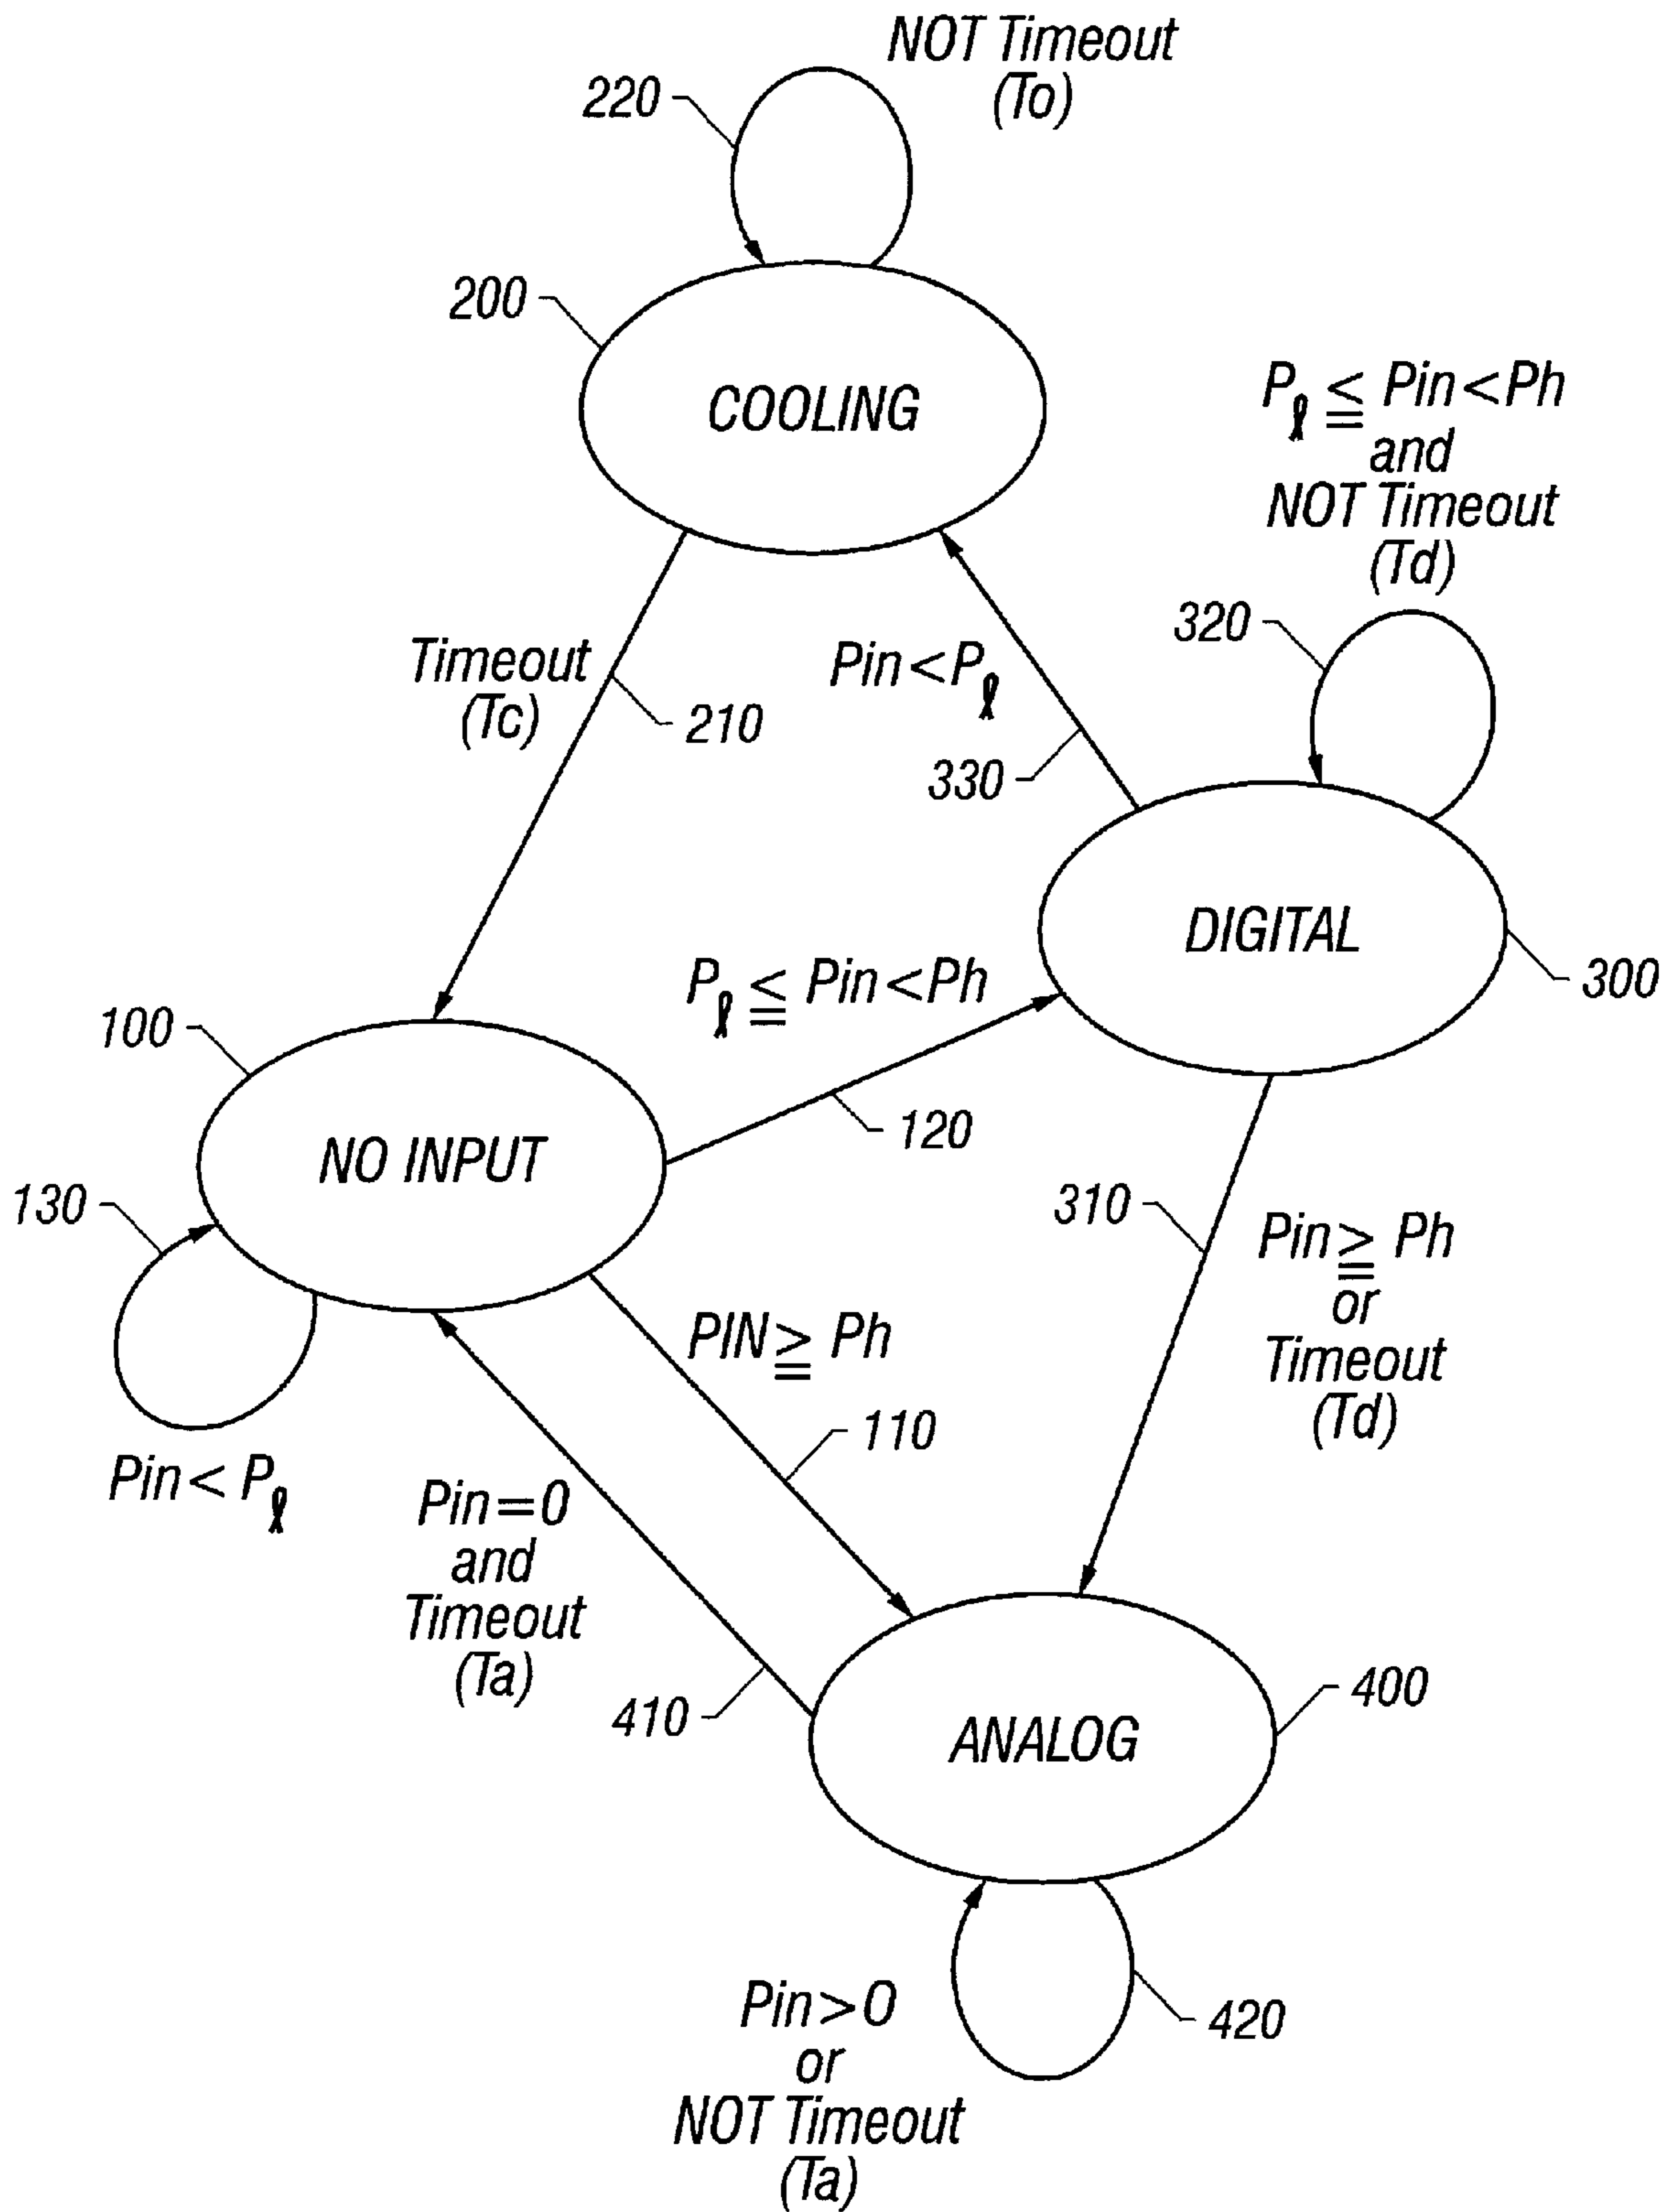 NOT Timeout
(To)
220
200
COOLING
Pℓ ≦ Pin<Ph
and
NOT Timeout
(Td)
320
Timeout
(Tc)
210
Pin<Pℓ
330
DIGITAL
300
Pℓ ≦ Pin<Ph
120
100
NO INPUT
130
Pin< Pℓ
310
Pin≧ Ph
or
Timeout
(Td)
PIN≧ Ph
110
Pin=0
and
Timeout
(Ta)
410
400
ANALOG
Pin>0
or
NOT Timeout
(Ta)
420